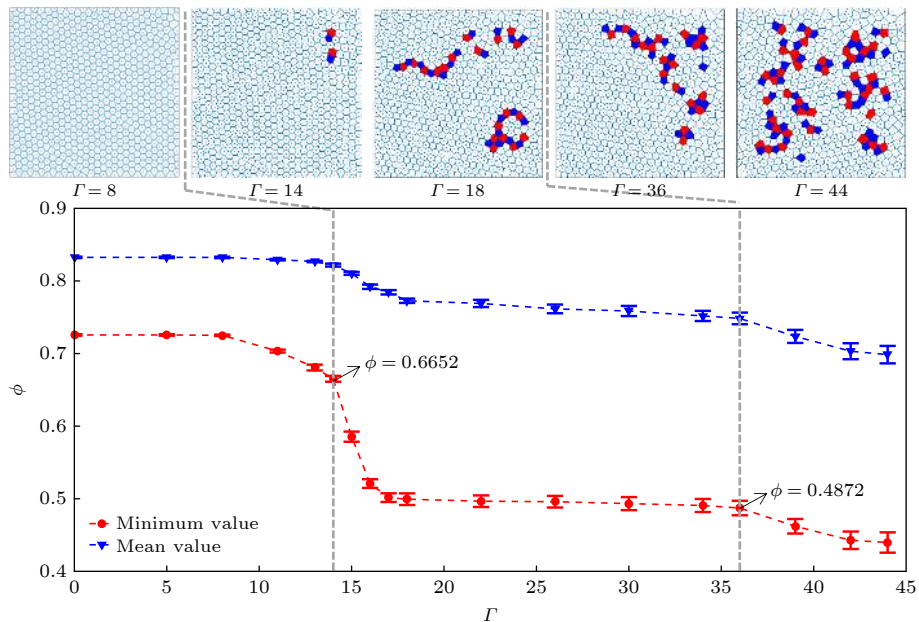 Γ = 8
Γ = 14
Γ = 18
Γ = 36
Γ = 44
0.9
0.8
0.7
0.6
0.5
0.4
ϕ
ϕ = 0.6652
ϕ = 0.4872
Minimum value
Mean value
0 5 10 15 20 25 30 35 40 45
Γ